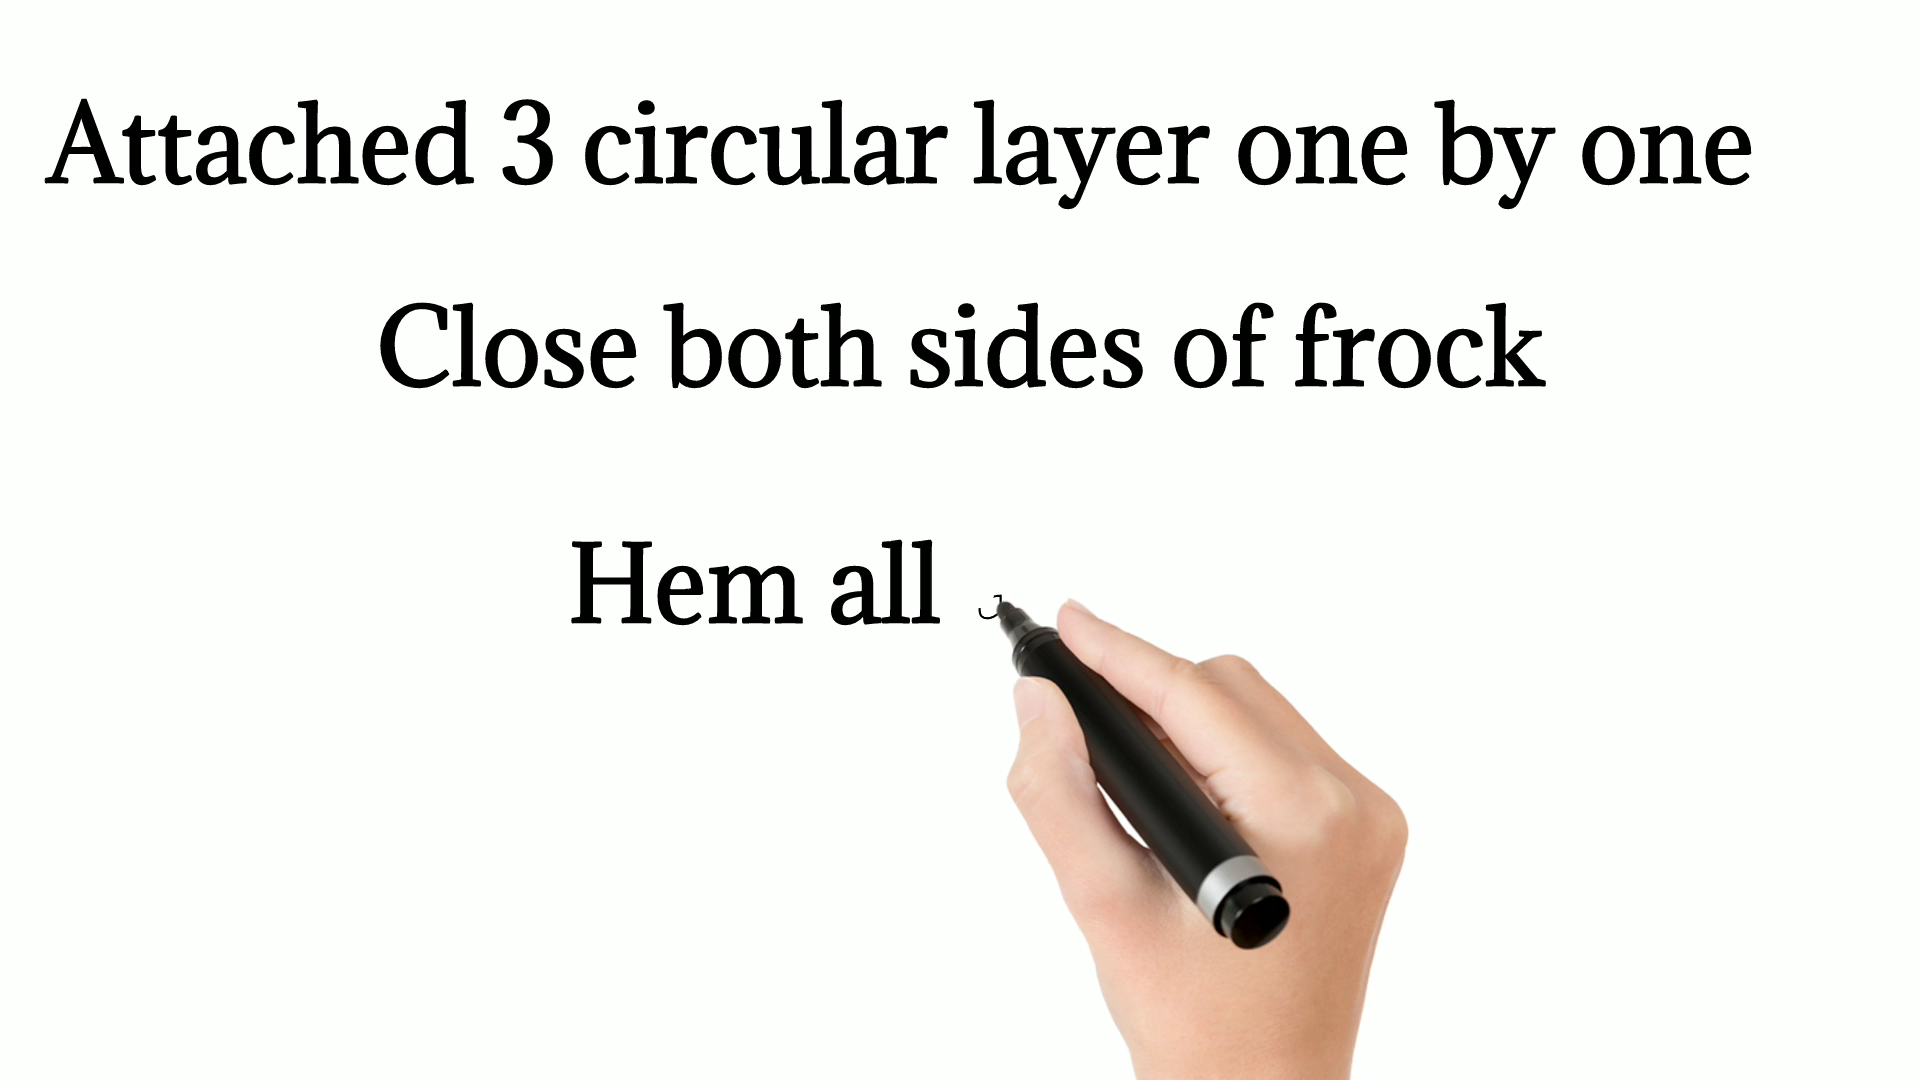 Attached 3 circular layer one by one
Close both sides of frock
Hem all